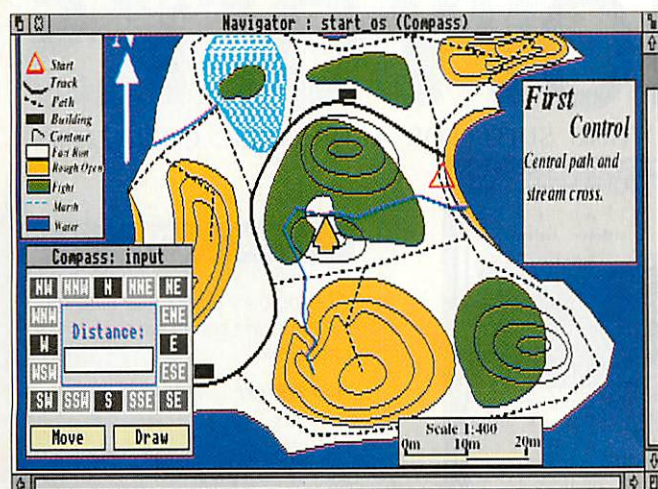 Navigator : start_os (Compass)
N
Start
Track
Path
Building
Contour
Fast Run
Rough Open
Fight
Marsh
Water
First
Control
Central path and
stream cross.
Compass: input
NW NNW N NNE NE
WNW ENE
Distance:
W E
WSW ESE
SW SSW S SSE SE
Move Draw
Scale 1:400
0m 10m 20m